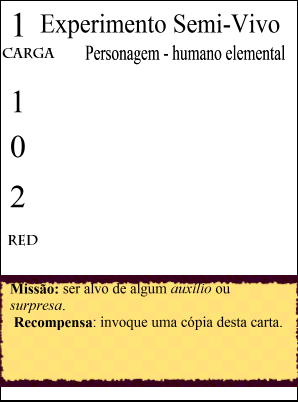 1 Experimento Semi-Vivo
CARGA Personagem - humano elemental
1
0
2
RED
Missão: ser alvo de algum auxílio ou
surpresa.
Recompensa: invoque uma cópia desta carta.